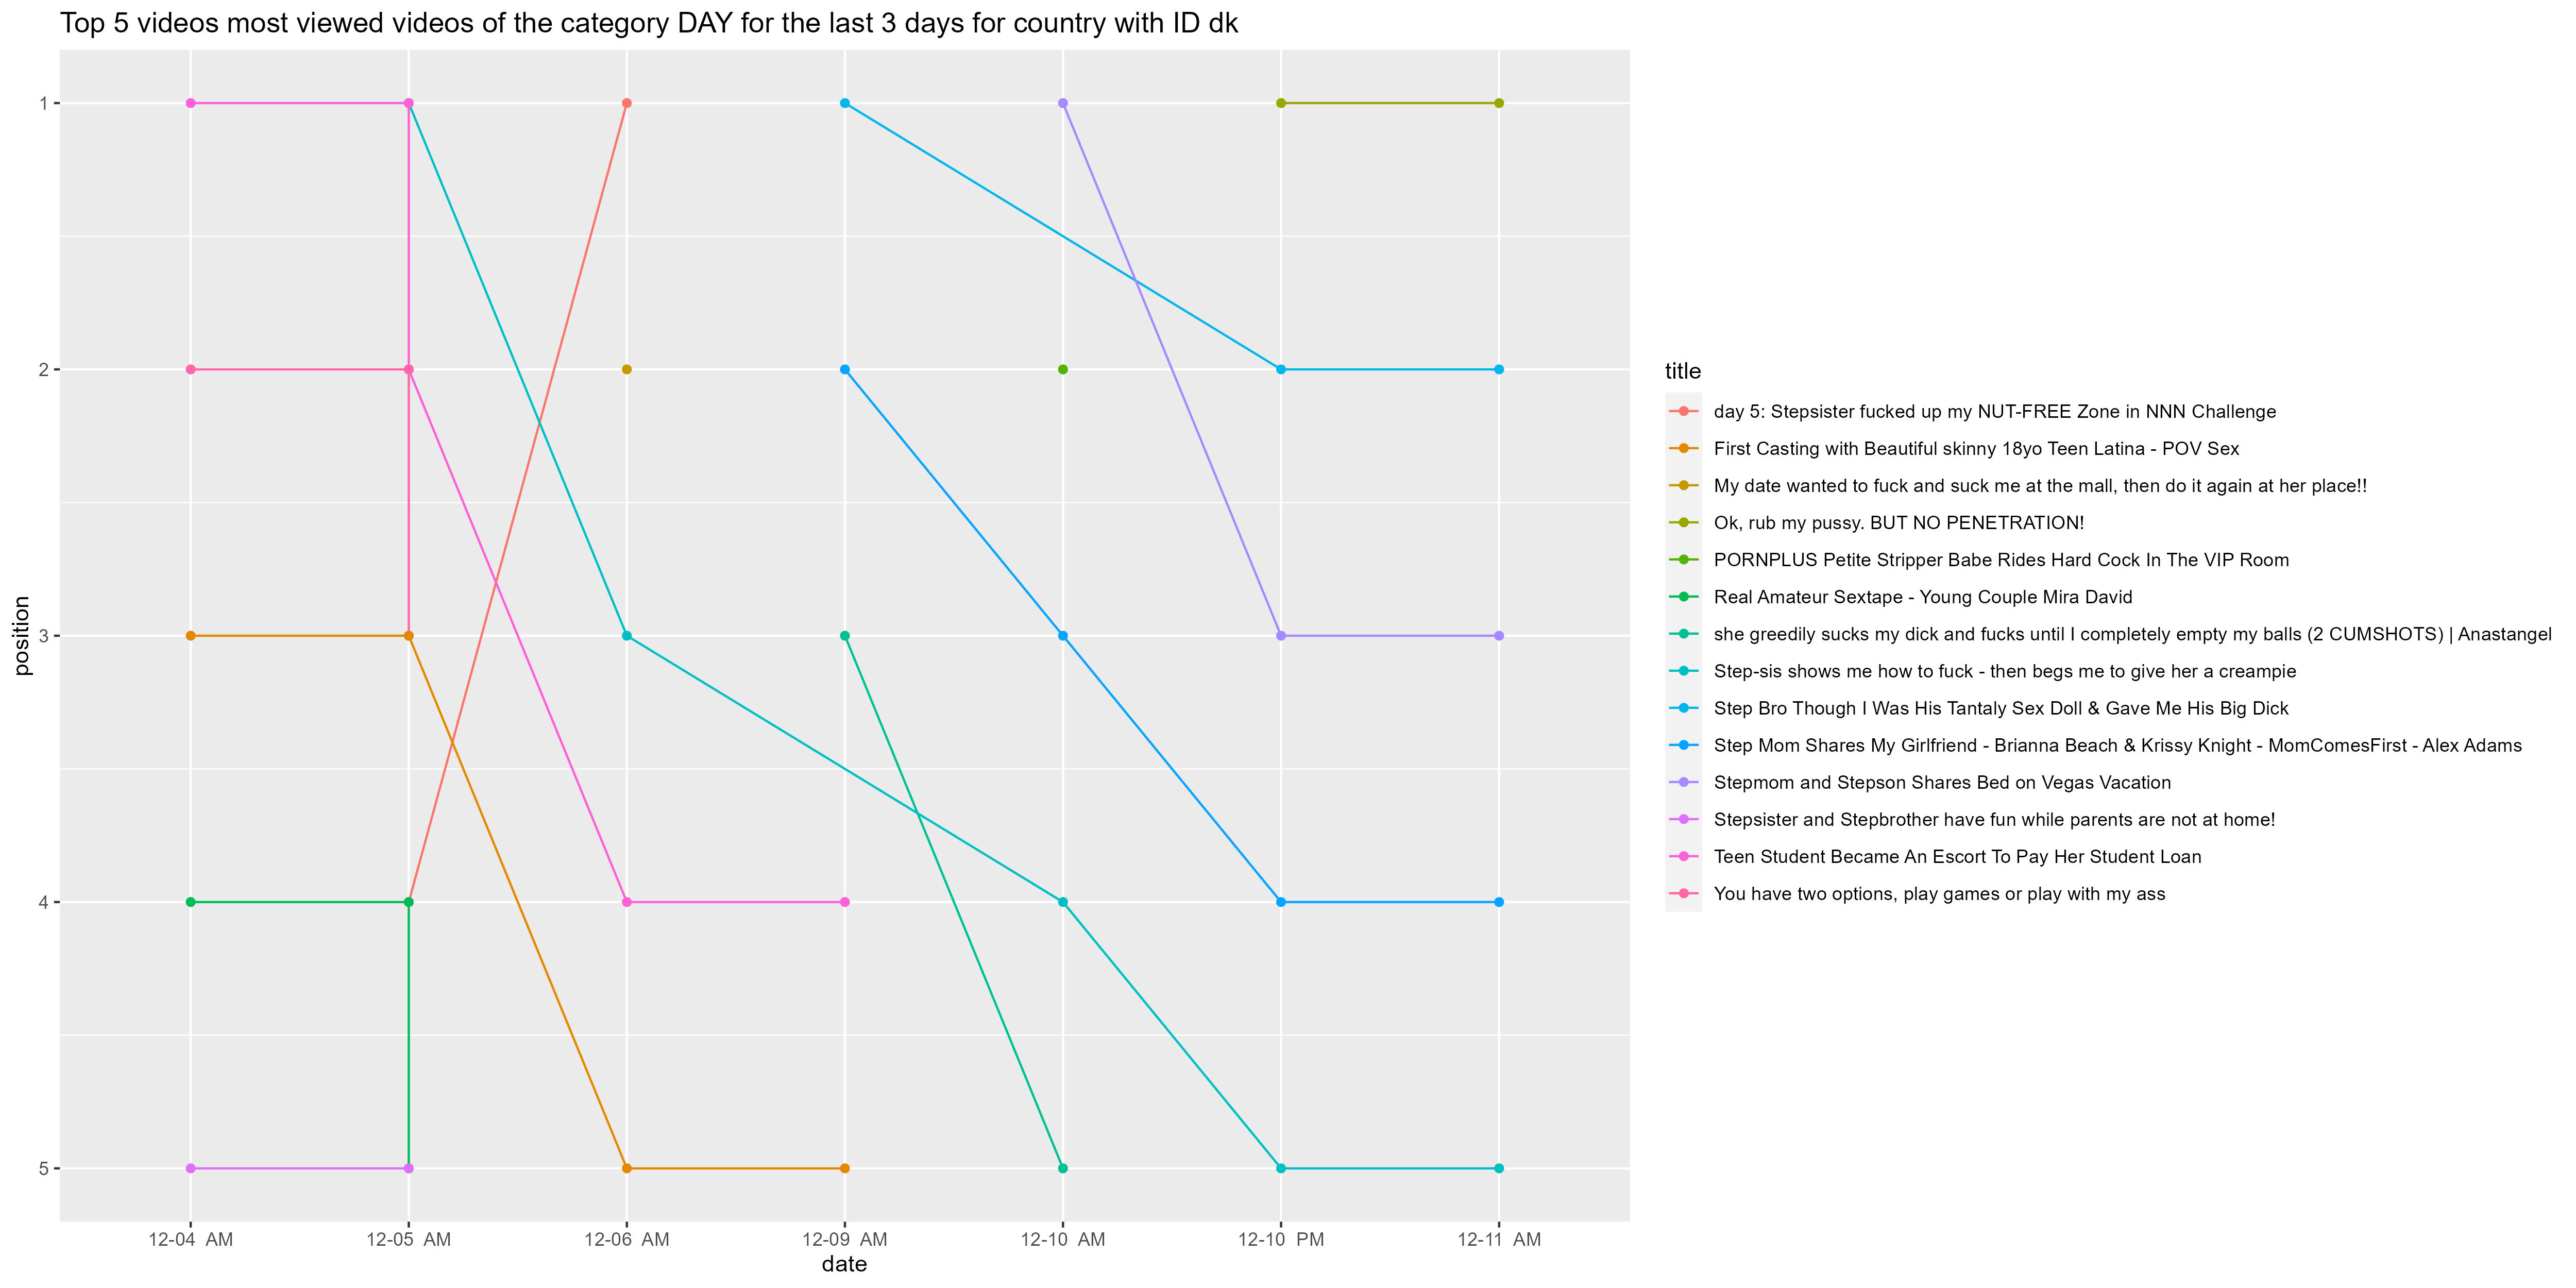 Top 5 videos most viewed videos of the category DAY for the last 3 days for country with ID dk
position
1
2
3
4
5
12-04 AM
12-05 AM
12-06 AM
12-09 AM
12-10 AM
12-10 PM
12-11 AM
date
title
day 5: Stepsister fucked up my NUT-FREE Zone in NNN Challenge
First Casting with Beautiful skinny 18yo Teen Latina - POV Sex
My date wanted to fuck and suck me at the mall, then do it again at her place!!
Ok, rub my pussy. BUT NO PENETRATION!
PORNPLUS Petite Stripper Babe Rides Hard Cock In The VIP Room
Real Amateur Sextape - Young Couple Mira David
she greedily sucks my dick and fucks until I completely empty my balls (2 CUMSHOTS) | Anastangel
Step-sis shows me how to fuck - then begs me to give her a creampie
Step Bro Though I Was His Tantaly Sex Doll & Gave Me His Big Dick
Step Mom Shares My Girlfriend - Brianna Beach & Krissy Knight - MomComesFirst - Alex Adams
Stepmom and Stepson Shares Bed on Vegas Vacation
Stepsister and Stepbrother have fun while parents are not at home!
Teen Student Became An Escort To Pay Her Student Loan
You have two options, play games or play with my ass